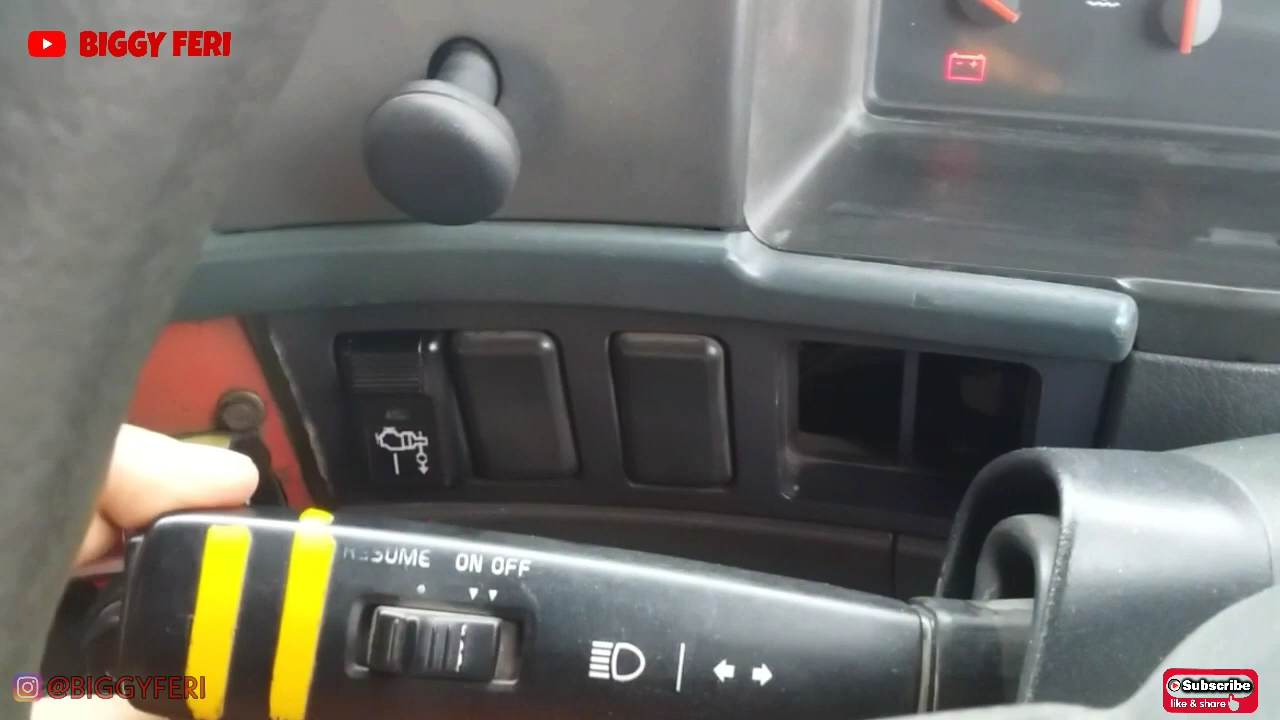 BIGGY FERI
RESUME ON OFF
@BIGGYFERI
Subscribe
like & share